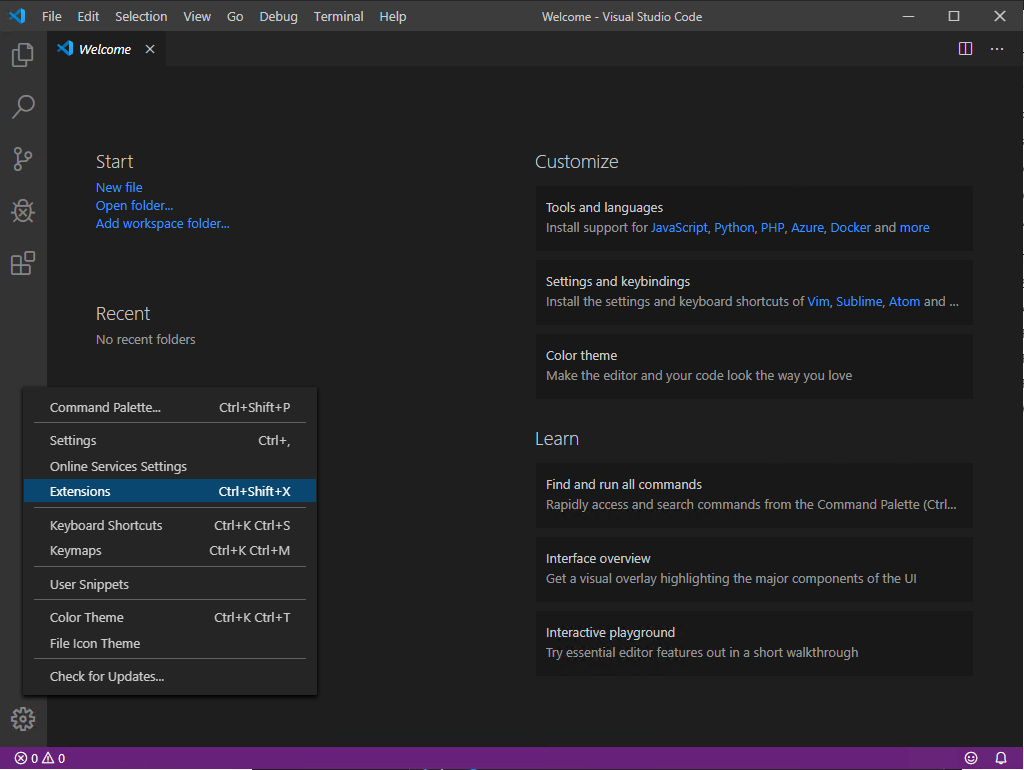 File Edit Selection View Go Debug Terminal Help Welcome - Visual Studio Code
Welcome
Start
New file
Open folder...
Add workspace folder...
Recent
No recent folders
Customize
Tools and languages
Install support for JavaScript, Python, PHP, Azure, Docker and more
Settings and keybindings
Install the settings and keyboard shortcuts of Vim, Sublime, Atom and ...
Color theme
Make the editor and your code look the way you love
Learn
Find and run all commands
Rapidly access and search commands from the Command Palette (Ctrl...
Interface overview
Get a visual overlay highlighting the major components of the UI
Interactive playground
Try essential editor features out in a short walkthrough
Command Palette... Ctrl+Shift+P
Settings Ctrl+,
Online Services Settings
Extensions Ctrl+Shift+X
Keyboard Shortcuts Ctrl+K Ctrl+S
Keymaps Ctrl+K Ctrl+M
User Snippets
Color Theme Ctrl+K Ctrl+T
File Icon Theme
Check for Updates...
0 0